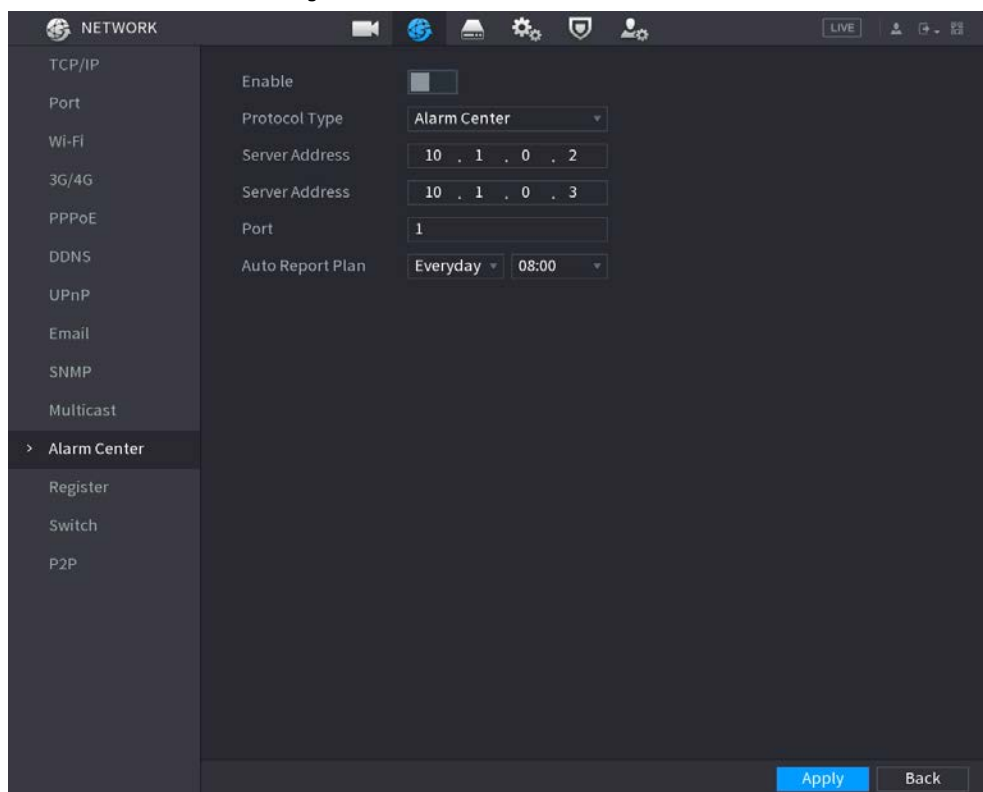 NETWORK
LIVE
TCP/IP
Port
Wi-Fi
3G/4G
PPPoE
DDNS
UPnP
Email
SNMP
Multicast
> Alarm Center
Register
Switch
P2P
Enable
Protocol Type Alarm Center
Server Address 10 . 1 . 0 . 2
Server Address 10 . 1 . 0 . 3
Port 1
Auto Report Plan Everyday 08:00
Apply Back